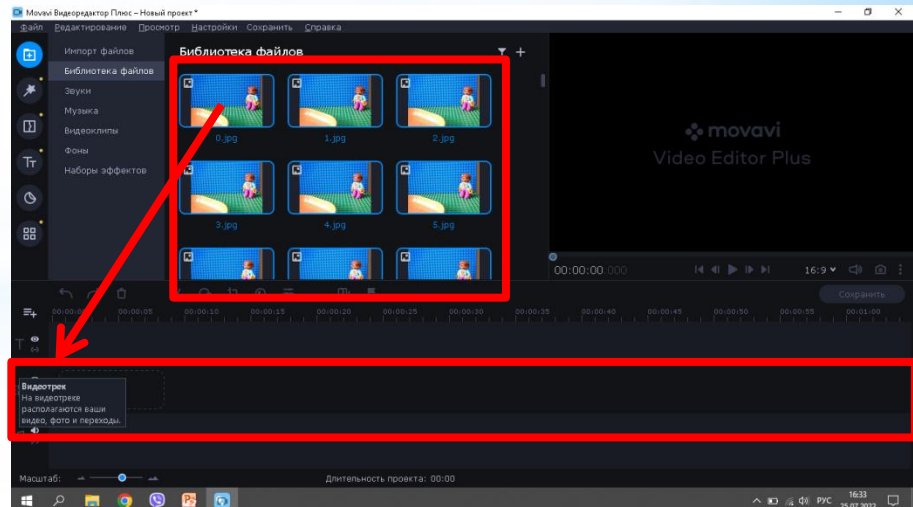 Movavi Видеоредактор Плюс – Новый проект *
Файл Редактирование Просмотр Настройки Сохранить Справка
Импорт файлов
Библиотека файлов
Звуки
Музыка
Видеоклипы
Фоны
Наборы эффектов
Библиотека файлов
0.jpg 1.jpg 2.jpg
3.jpg 4.jpg 5.jpg
movavi
Video Editor Plus
00:00:00.000
16:9
Сохранить
00:00:05 00:00:10 00:00:15 00:00:20 00:00:25 00:00:30 00:00:35 00:00:40 00:00:45 00:00:50 00:00:55 00:01:00
Видеотрек
На видеотреке
располагаются ваши
видео, фото и переходы.
Масштаб:
Длительность проекта: 00:00
РУС
16:33
25.07.2022